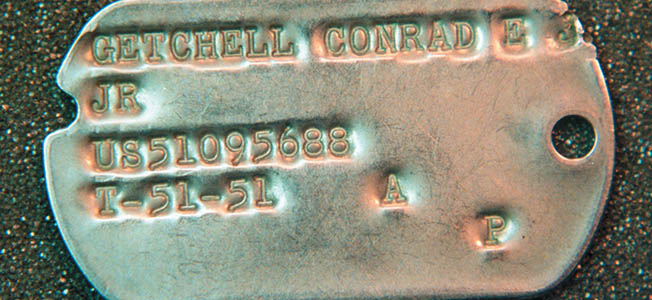 GETCHELL CONRAD E J
JR
US51095688
T-51-51 A
P